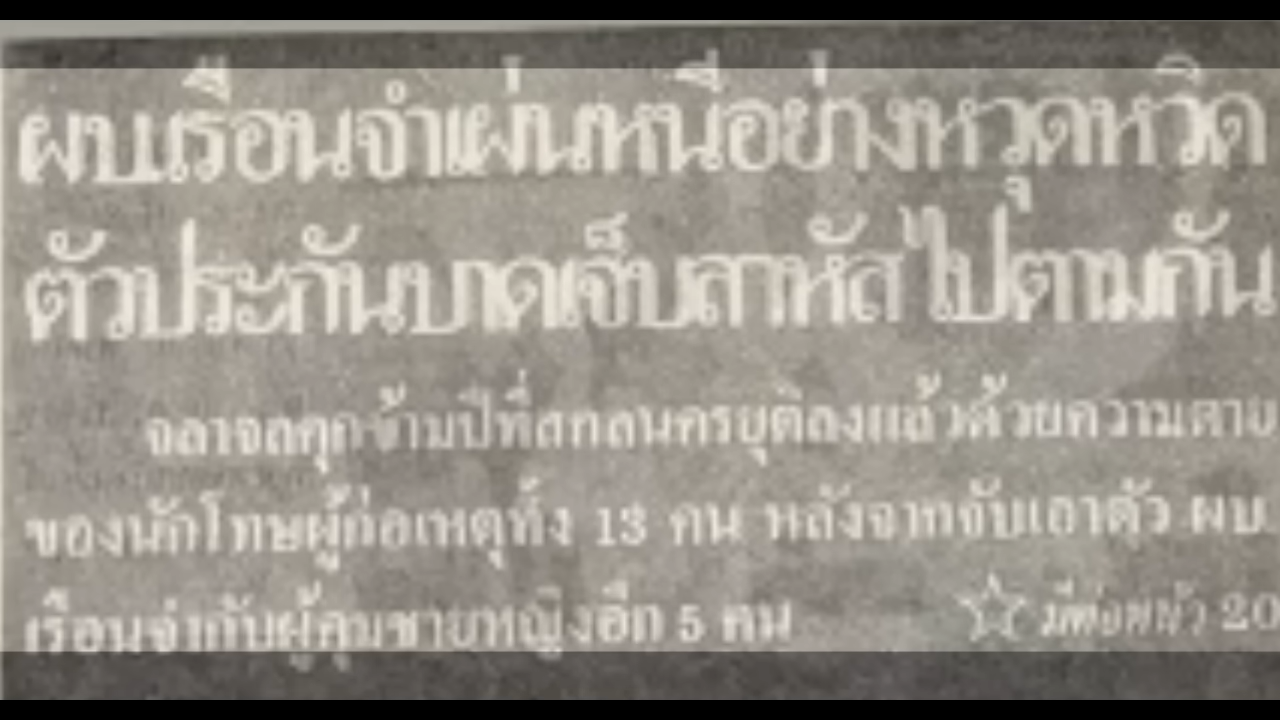 ผบ.เรือนจำเผ่นหนีอย่างหวุดหวิด
ตัวประกันบาดเจ็บสาหัสไปตามกัน
จลาจลคุกข้ามปีที่สกลนครยุติลงแล้วด้วยความตาย
ของนักโทษผู้ก่อเหตุทั้ง 13 คน หลังจากจับเอาตัว ผบ.
เรือนจำกับผู้คุมชายหญิงอีก 5 คน ☆ มีต่อหน้า 20